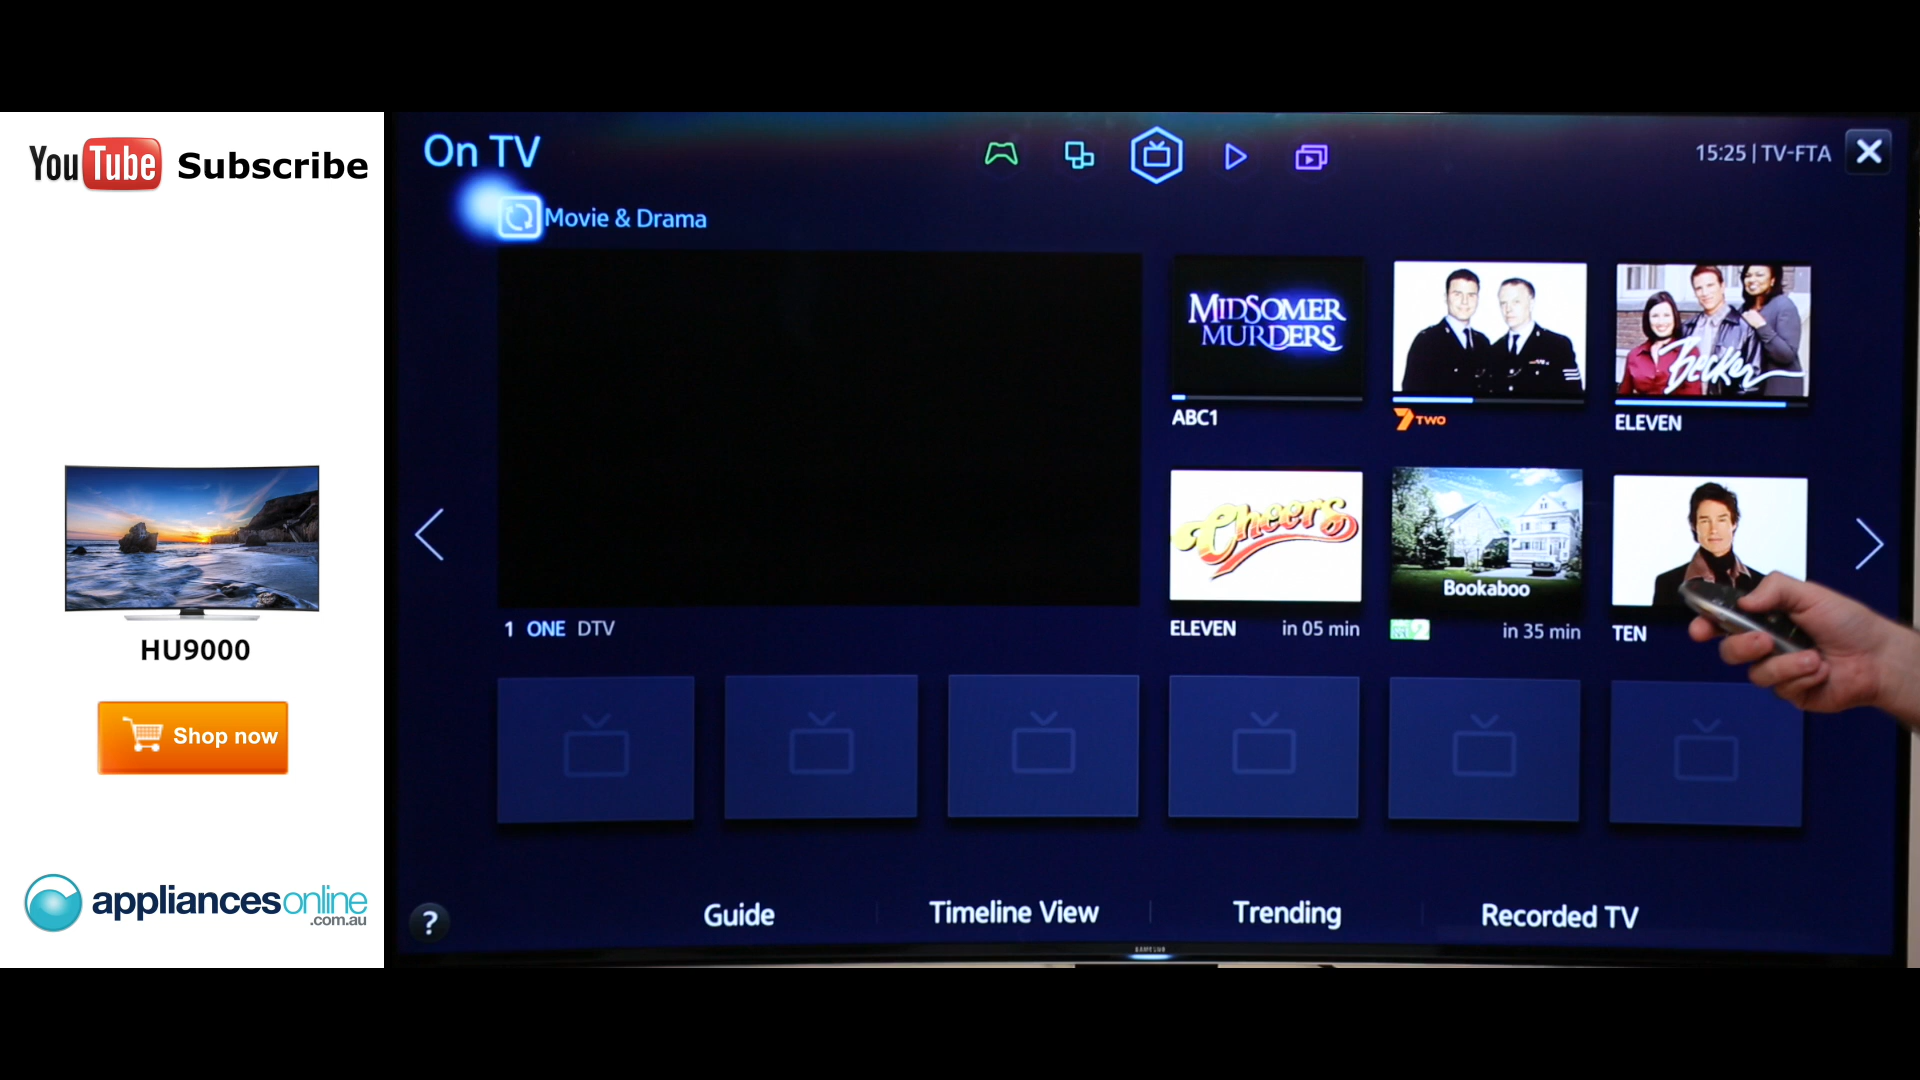 YouTube Subscribe
HU9000
Shop now
appliancesonline
.com.au
On TV
15:25 | TV-FTA
Movie & Drama
MIDSOMER
MURDERS
Becker
ABC1
7TWO
ELEVEN
Cheers
Bookaboo
1 ONE DTV
ELEVEN in 05 min
2 in 35 min
TEN
?
Guide
Timeline View
Trending
Recorded TV
SAMSUNG